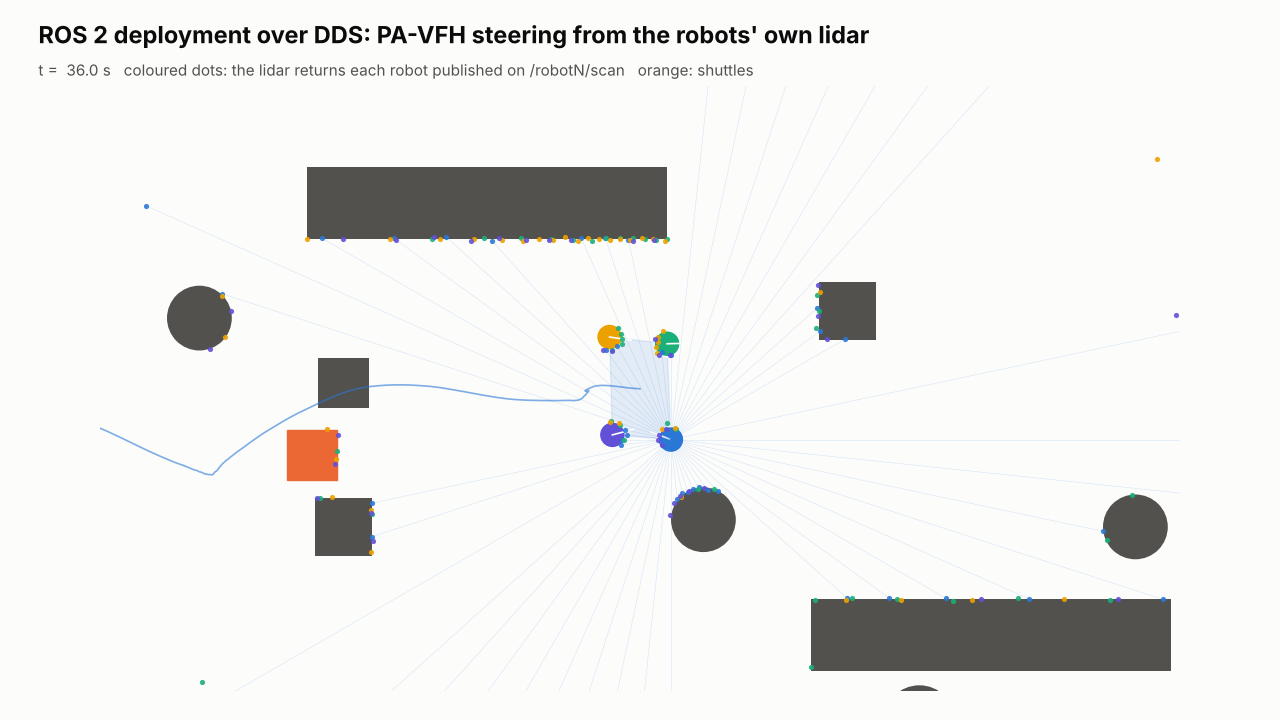 ROS 2 deployment over DDS: PA-VFH steering from the robots' own lidar
t =  36.0 s   coloured dots: the lidar returns each robot published on /robotN/scan   orange: shuttles